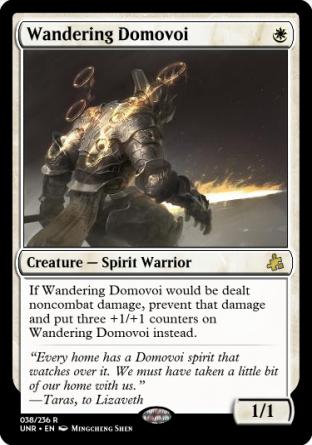 Wandering Domovoi
Creature — Spirit Warrior
If Wandering Domovoi would be dealt
noncombat damage, prevent that damage
and put three +1/+1 counters on
Wandering Domovoi instead.
“Every home has a Domovoi spirit that
watches over it. We must have taken a little bit
of our home with us.”
—Taras, to Lizaveth
1/1
038/236 R
UNR • EN Mingcheng Shen